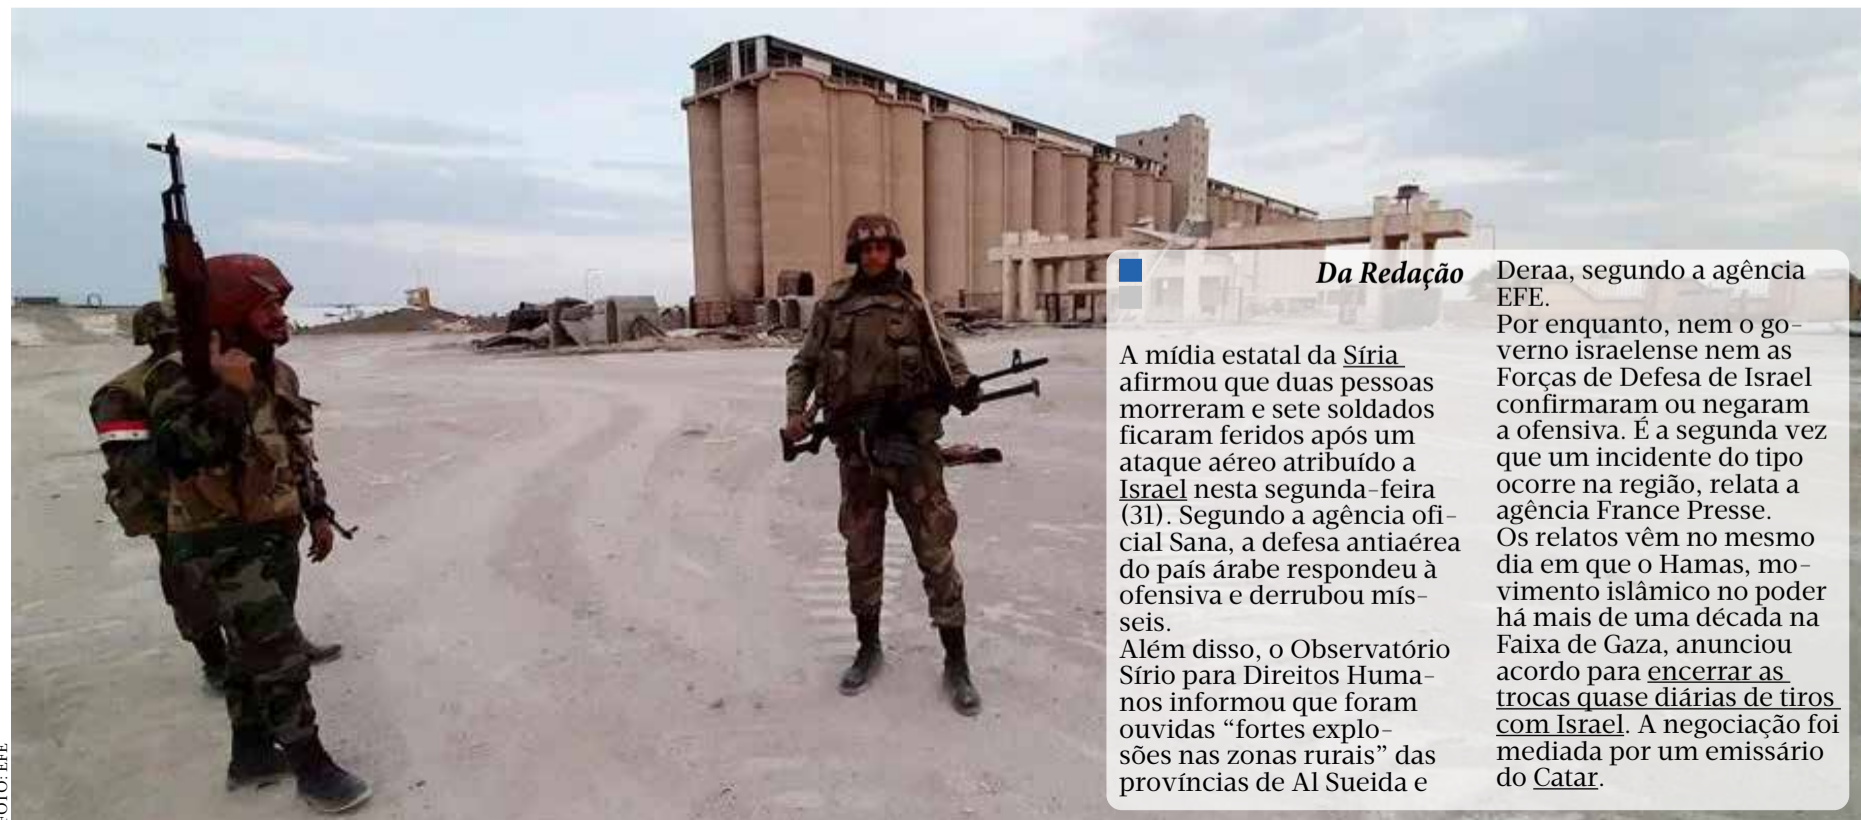 Da Redação
A mídia estatal da Síria
afirmou que duas pessoas
morreram e sete soldados
ficaram feridos após um
ataque aéreo atribuído a
Israel nesta segunda-feira
(31). Segundo a agência ofi-
cial Sana, a defesa antiaérea
do país árabe respondeu à
ofensiva e derrubou mís-
seis.
Além disso, o Observatório
Sírio para Direitos Huma-
nos informou que foram
ouvidas “fortes explo-
sões nas zonas rurais” das
províncias de Al Sueida e
Deraa, segundo a agência
EFE.
Por enquanto, nem o go-
verno israelense nem as
Forças de Defesa de Israel
confirmaram ou negaram
a ofensiva. É a segunda vez
que um incidente do tipo
ocorre na região, relata a
agência France Presse.
Os relatos vêm no mesmo
dia em que o Hamas, mo-
vimento islâmico no poder
há mais de uma década na
Faixa de Gaza, anunciou
acordo para encerrar as
trocas quase diárias de tiros
com Israel. A negociação foi
mediada por um emissário
do Catar.
FOTO: EFE